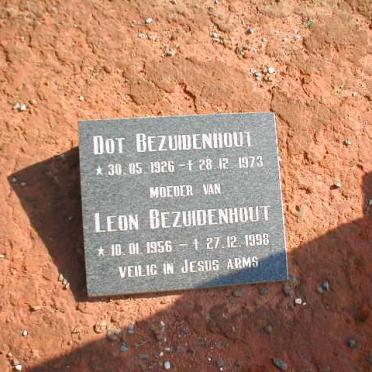 Dot Bezuidenhout
★ 30.05.1926 – † 28.12.1973
moeder van
Leon Bezuidenhout
★ 10.01.1956 – † 27.12.1998
veilig in Jesus arms